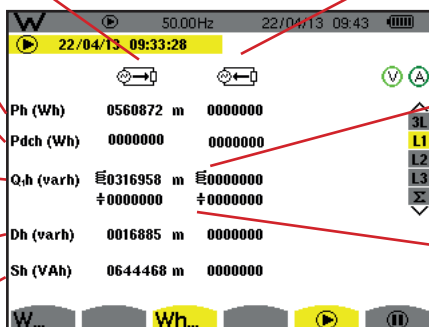 W 50.00Hz 22/04/13 09:43
22/04/13 09:33:28
Ph (Wh) 0560872 m 0000000
3L
Pdch (Wh) 0000000 0000000
L1
L2
Q₁h (varh) 0316958 m 0000000
L3
÷0000000 ÷0000000
Σ
Dh (varh) 0016885 m 0000000
Sh (VAh) 0644468 m 0000000
V A
W... Wh...